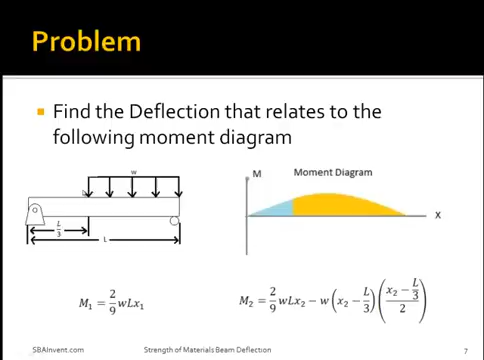 Problem
Find the Deflection that relates to the
following moment diagram
w
M
Moment Diagram
X
L/3
L
M₁ = 2/9 wLx₁
M₂ = 2/9 wLx₂ − w(x₂ − L/3)((x₂ − L/3)/2)
SBAInvent.com
Strength of Materials Beam Deflection
7